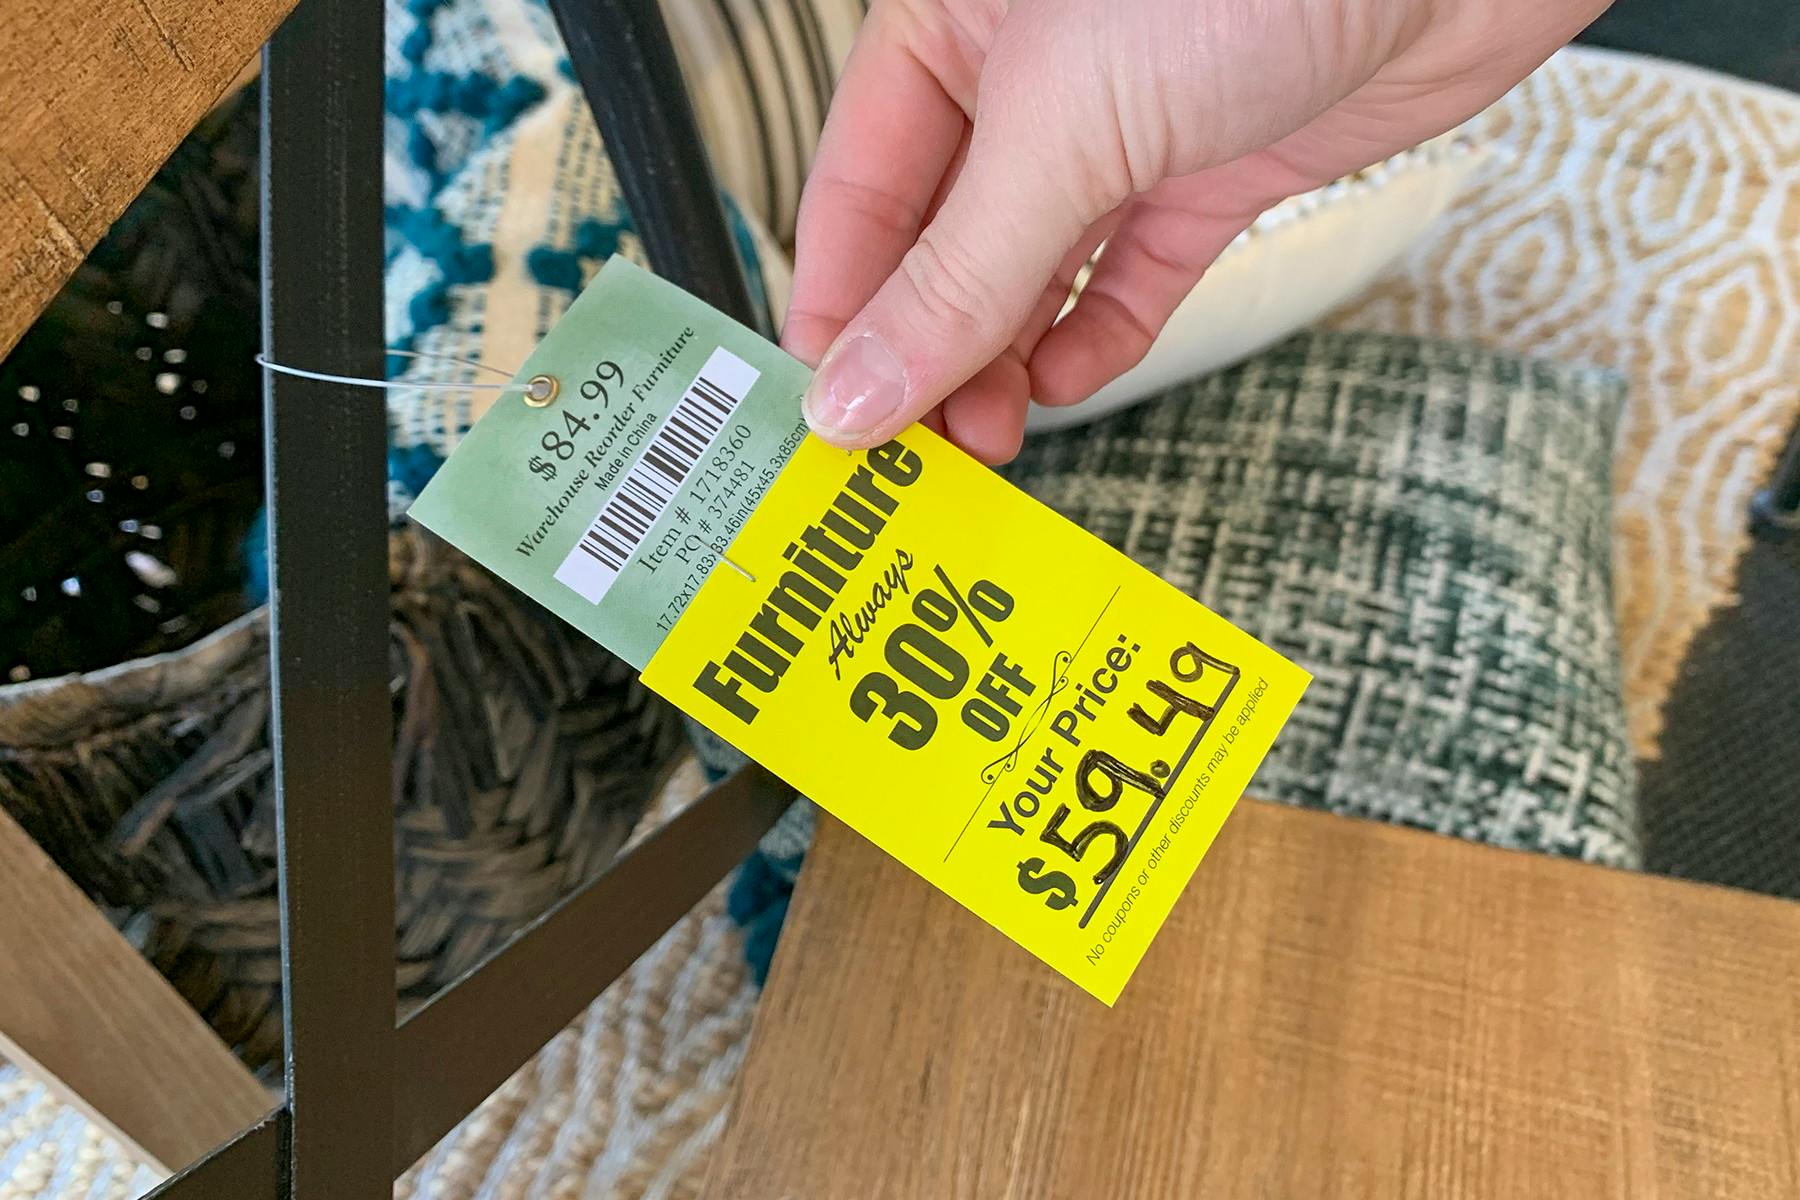 $84.99
Warehouse Reorder Furniture
Made in China
Item # 1718360
PO # 374481
17.72x17.83x33.46in(45x45.3x85cm
Furniture
Always
30%
OFF
Your Price:
$59.49
No coupons or other discounts may be applied